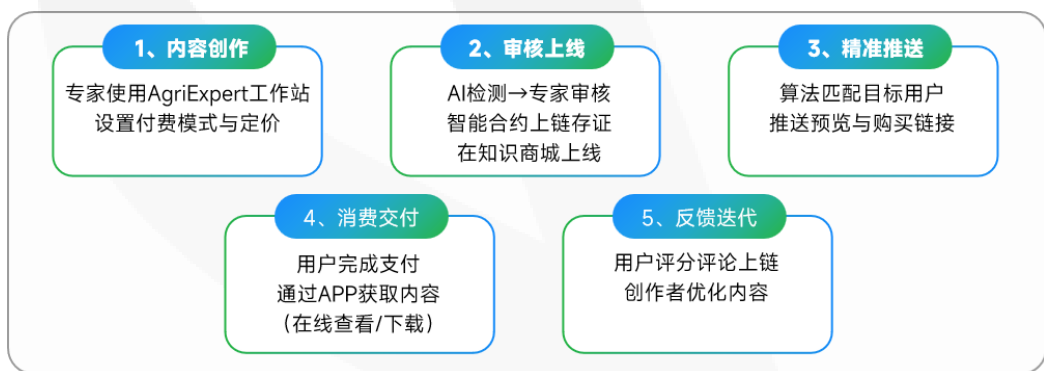 1、内容创作
专家使用AgriExpert工作站
设置付费模式与定价
2、审核上线
AI检测→专家审核
智能合约上链存证
在知识商城上线
3、精准推送
算法匹配目标用户
推送预览与购买链接
4、消费交付
用户完成支付
通过APP获取内容
（在线查看/下载）
5、反馈迭代
用户评分评论上链
创作者优化内容